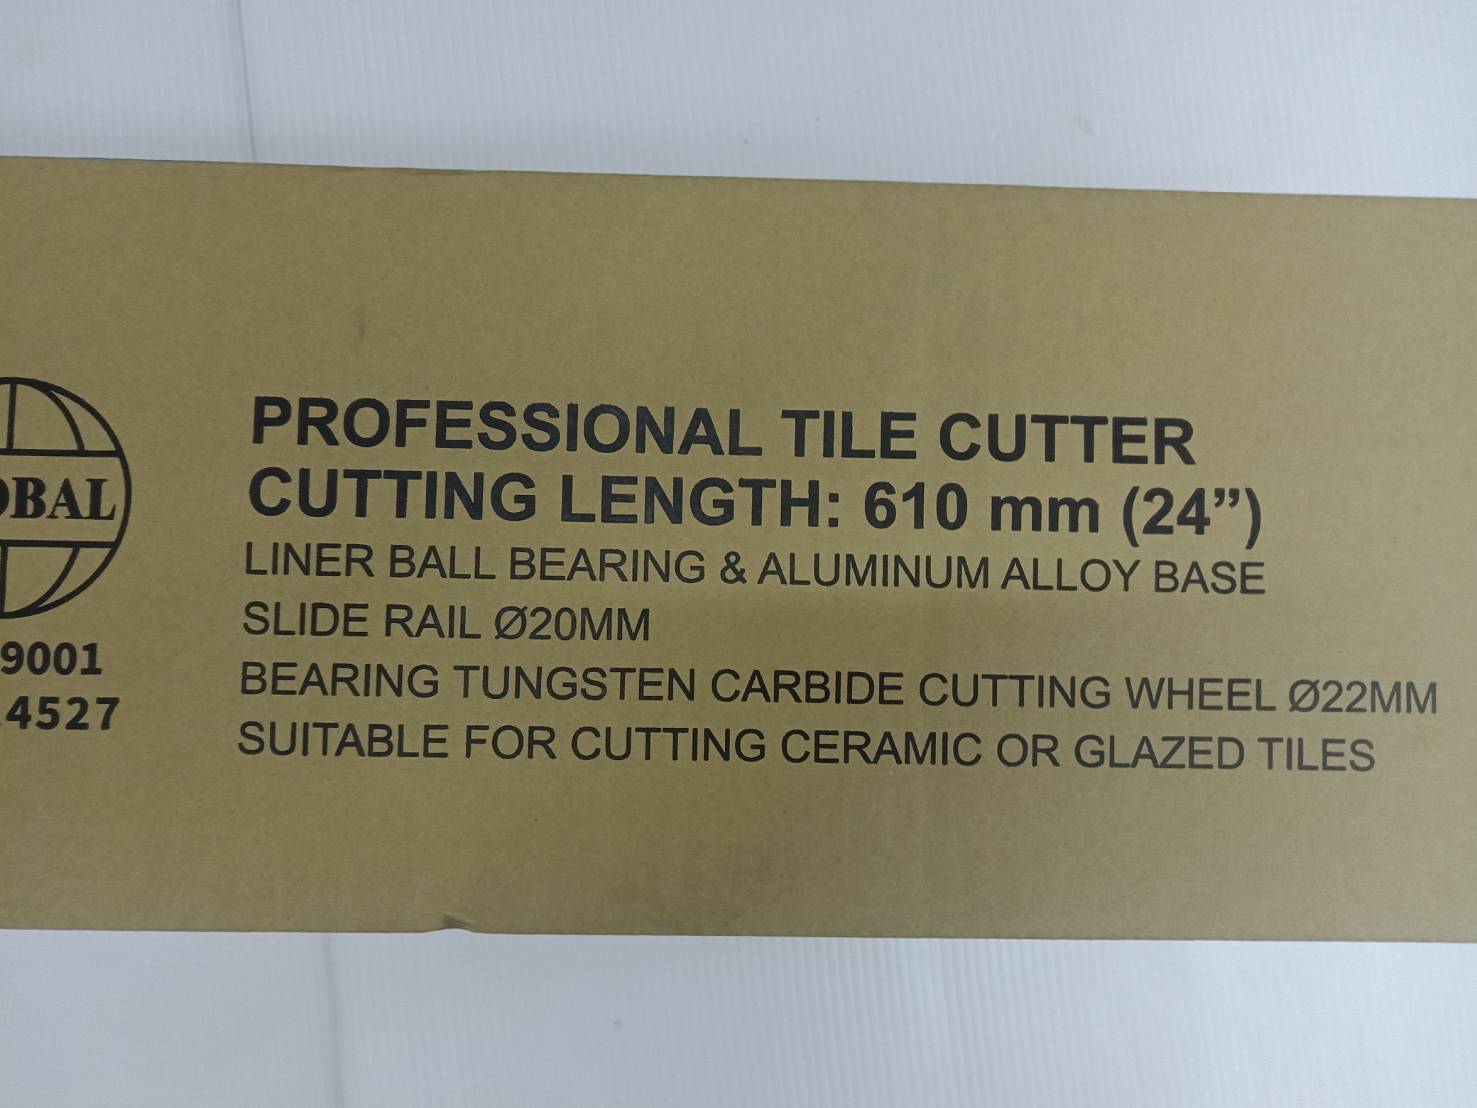 PROFESSIONAL TILE CUTTER
CUTTING LENGTH: 610 mm (24”)
LINER BALL BEARING & ALUMINUM ALLOY BASE
SLIDE RAIL Ø20MM
BEARING TUNGSTEN CARBIDE CUTTING WHEEL Ø22MM
SUITABLE FOR CUTTING CERAMIC OR GLAZED TILES
OBAL
9001
4527